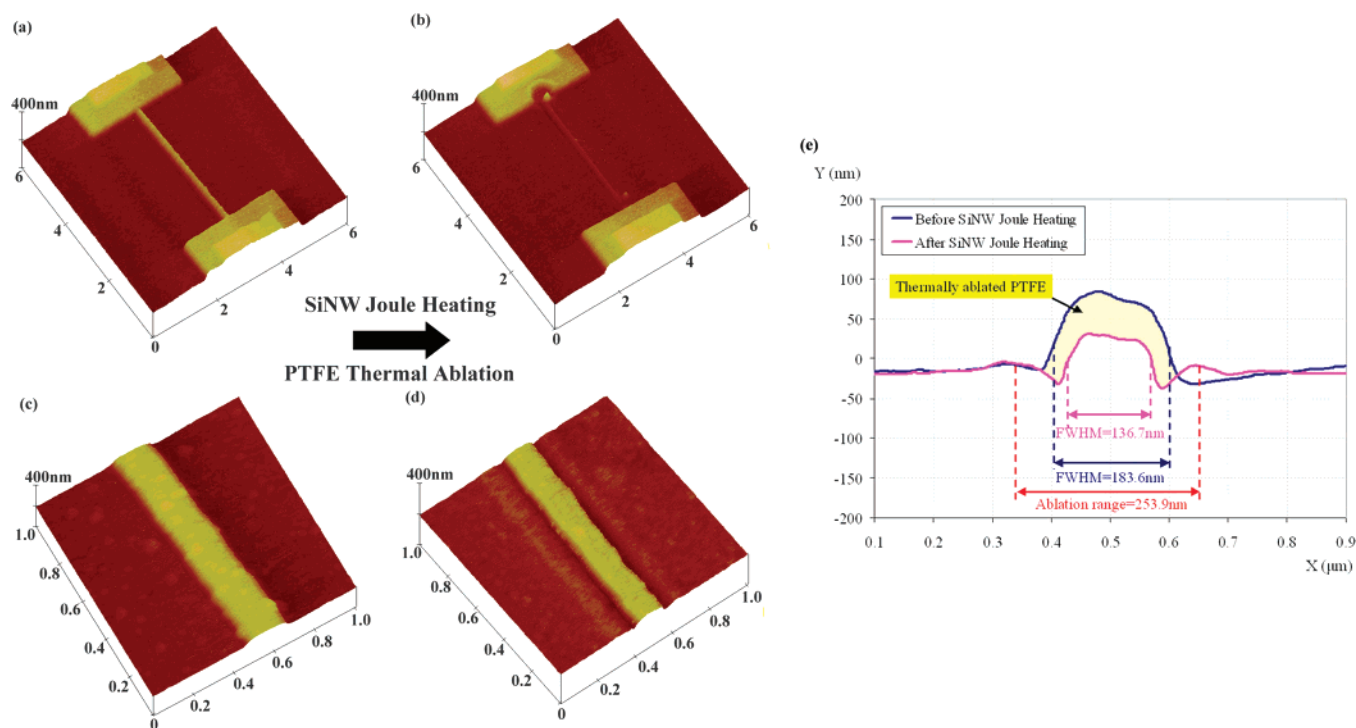 (a)
400nm
6
4
2
0
2
4
6
(b)
400nm
6
4
2
0
2
4
6
SiNW Joule Heating
PTFE Thermal Ablation
(c)
400nm
1.0
0.8
0.6
0.4
0.2
0
0.2
0.4
0.6
0.8
1.0
(d)
400nm
1.0
0.8
0.6
0.4
0.2
0
0.2
0.4
0.6
0.8
1.0
(e)
Y (nm)
200
150
100
50
0
-50
-100
-150
-200
Before SiNW Joule Heating
After SiNW Joule Heating
Thermally ablated PTFE
FWHM=136.7nm
FWHM=183.6nm
Ablation range=253.9nm
0.1 0.2 0.3 0.4 0.5 0.6 0.7 0.8 0.9
X (μm)